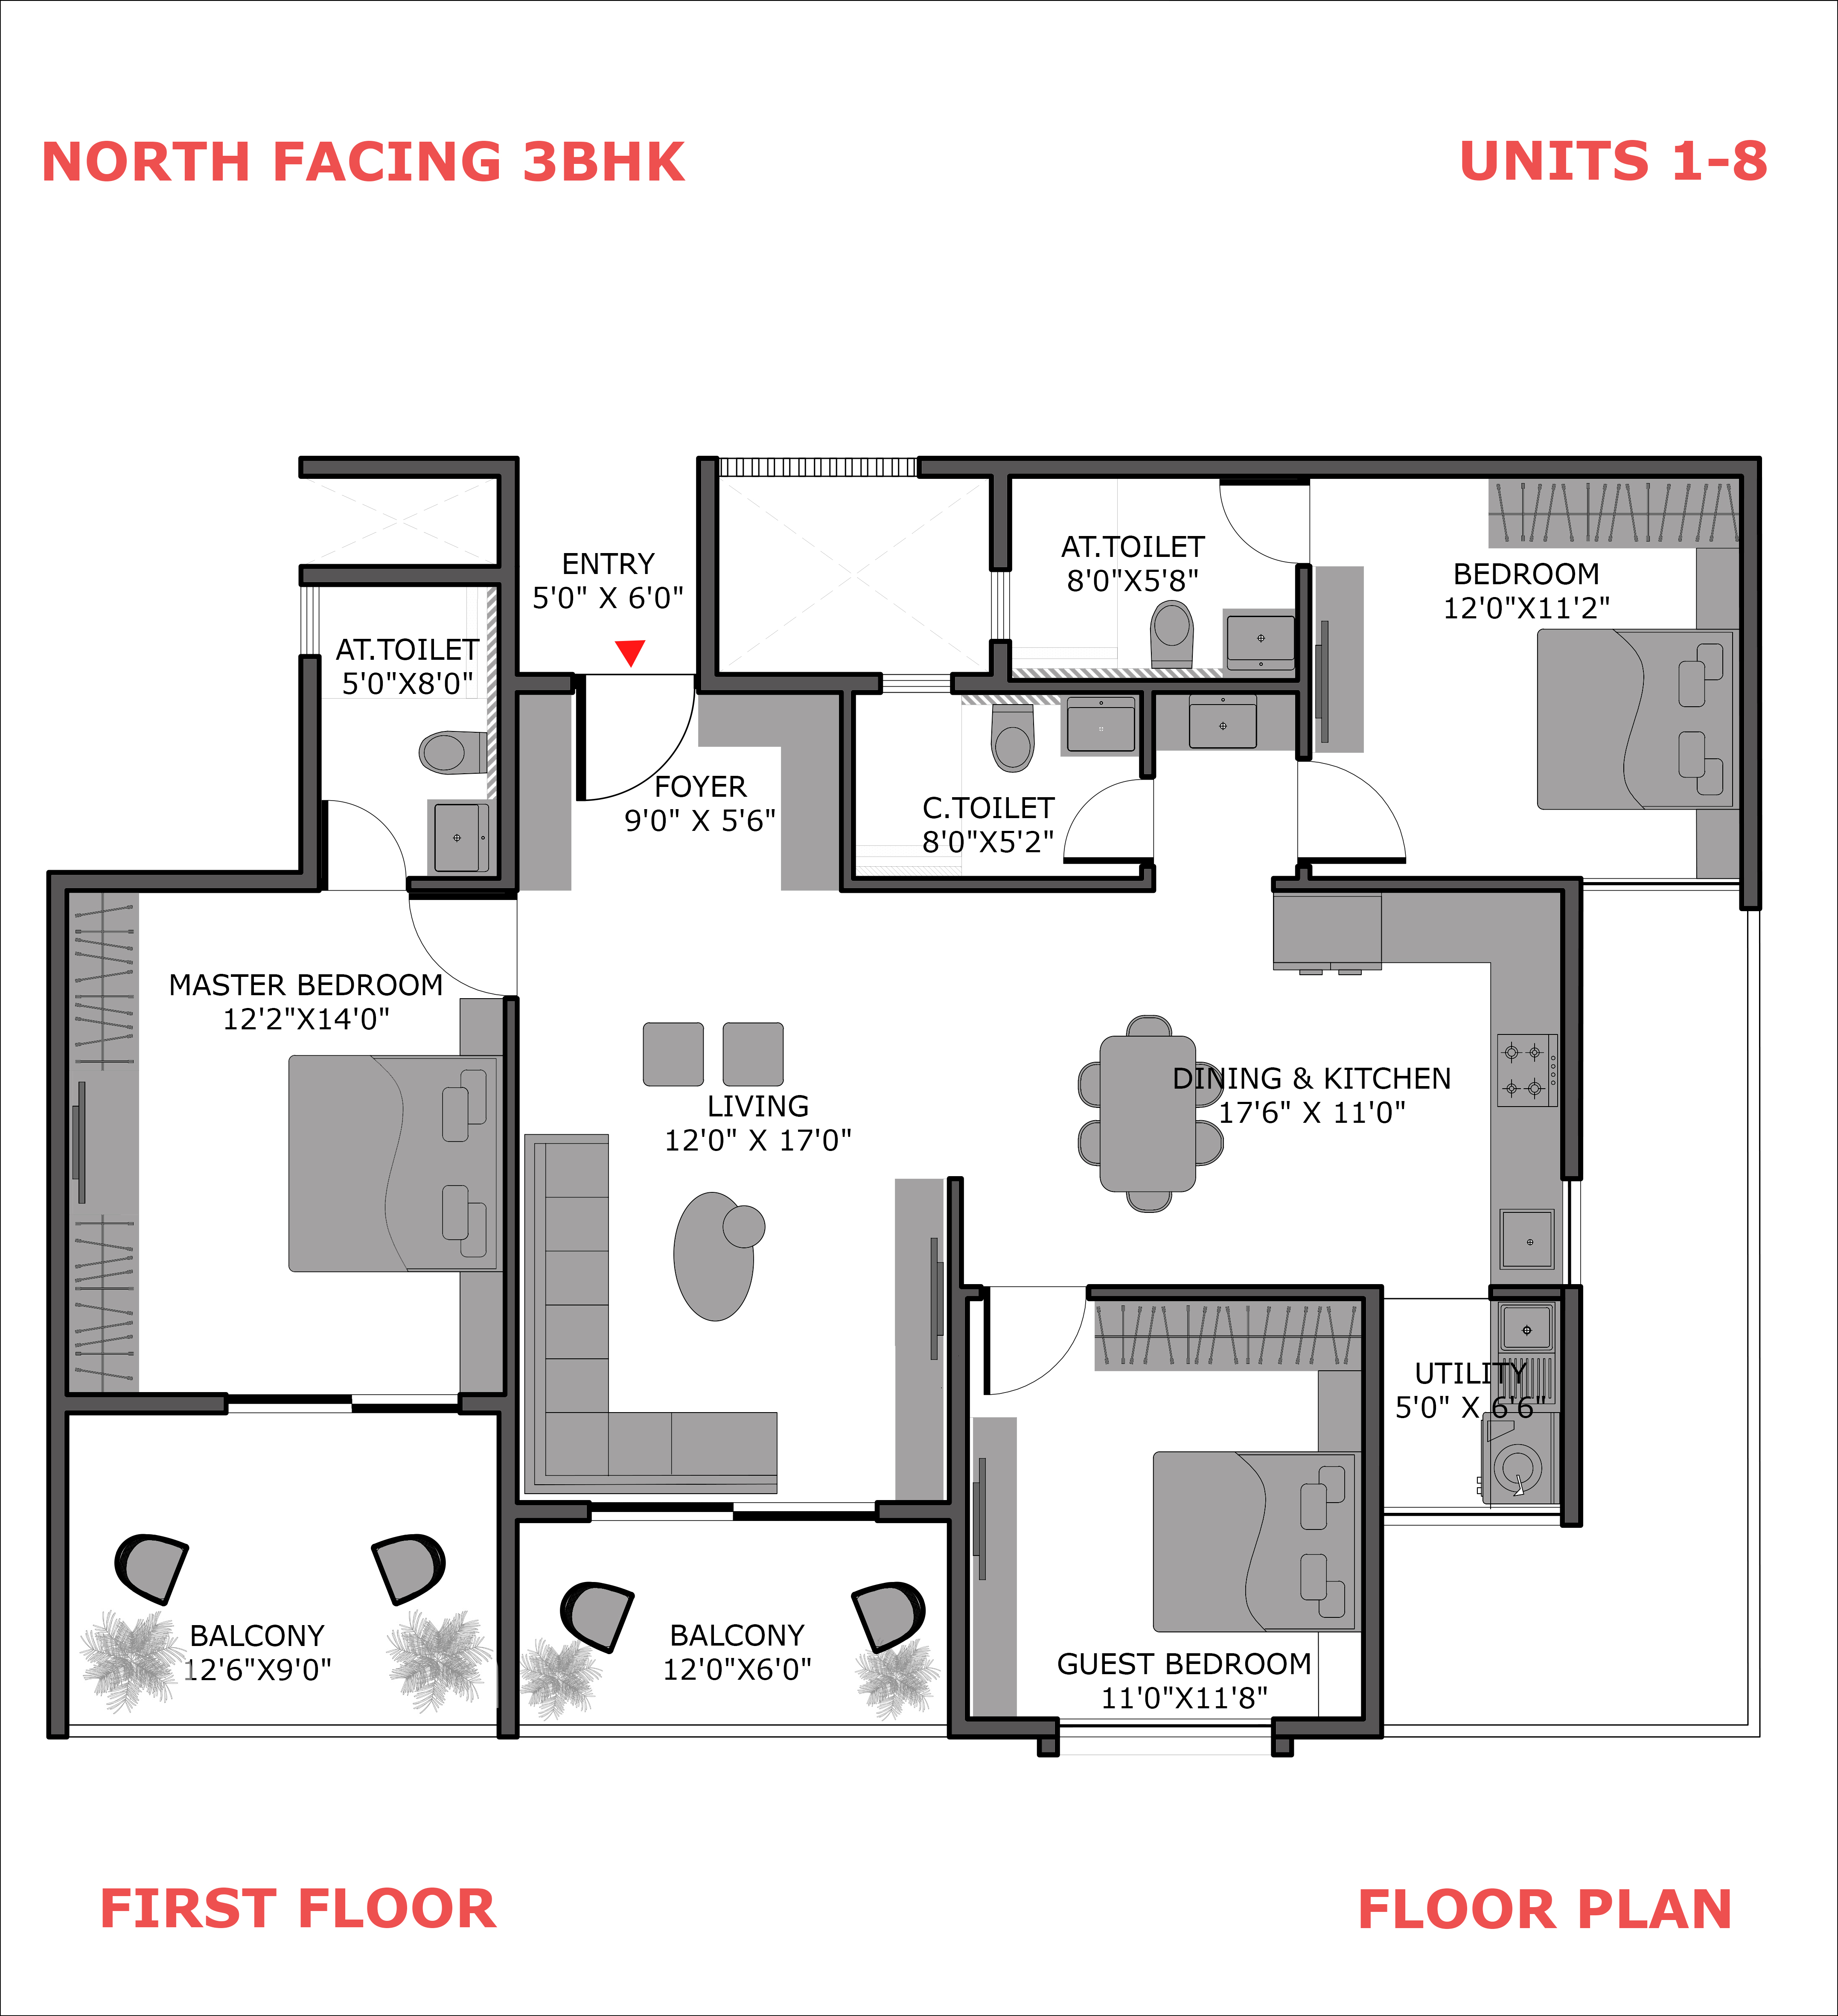 NORTH FACING 3BHK
UNITS 1-8
ENTRY
5'0" X 6'0"
AT.TOILET
8'0"X5'8"
BEDROOM
12'0"X11'2"
AT.TOILET
5'0"X8'0"
FOYER
9'0" X 5'6"
C.TOILET
8'0"X5'2"
MASTER BEDROOM
12'2"X14'0"
LIVING
12'0" X 17'0"
DINING & KITCHEN
17'6" X 11'0"
UTILITY
5'0" X 6'6"
BALCONY
12'6"X9'0"
BALCONY
12'0"X6'0"
GUEST BEDROOM
11'0"X11'8"
FIRST FLOOR
FLOOR PLAN